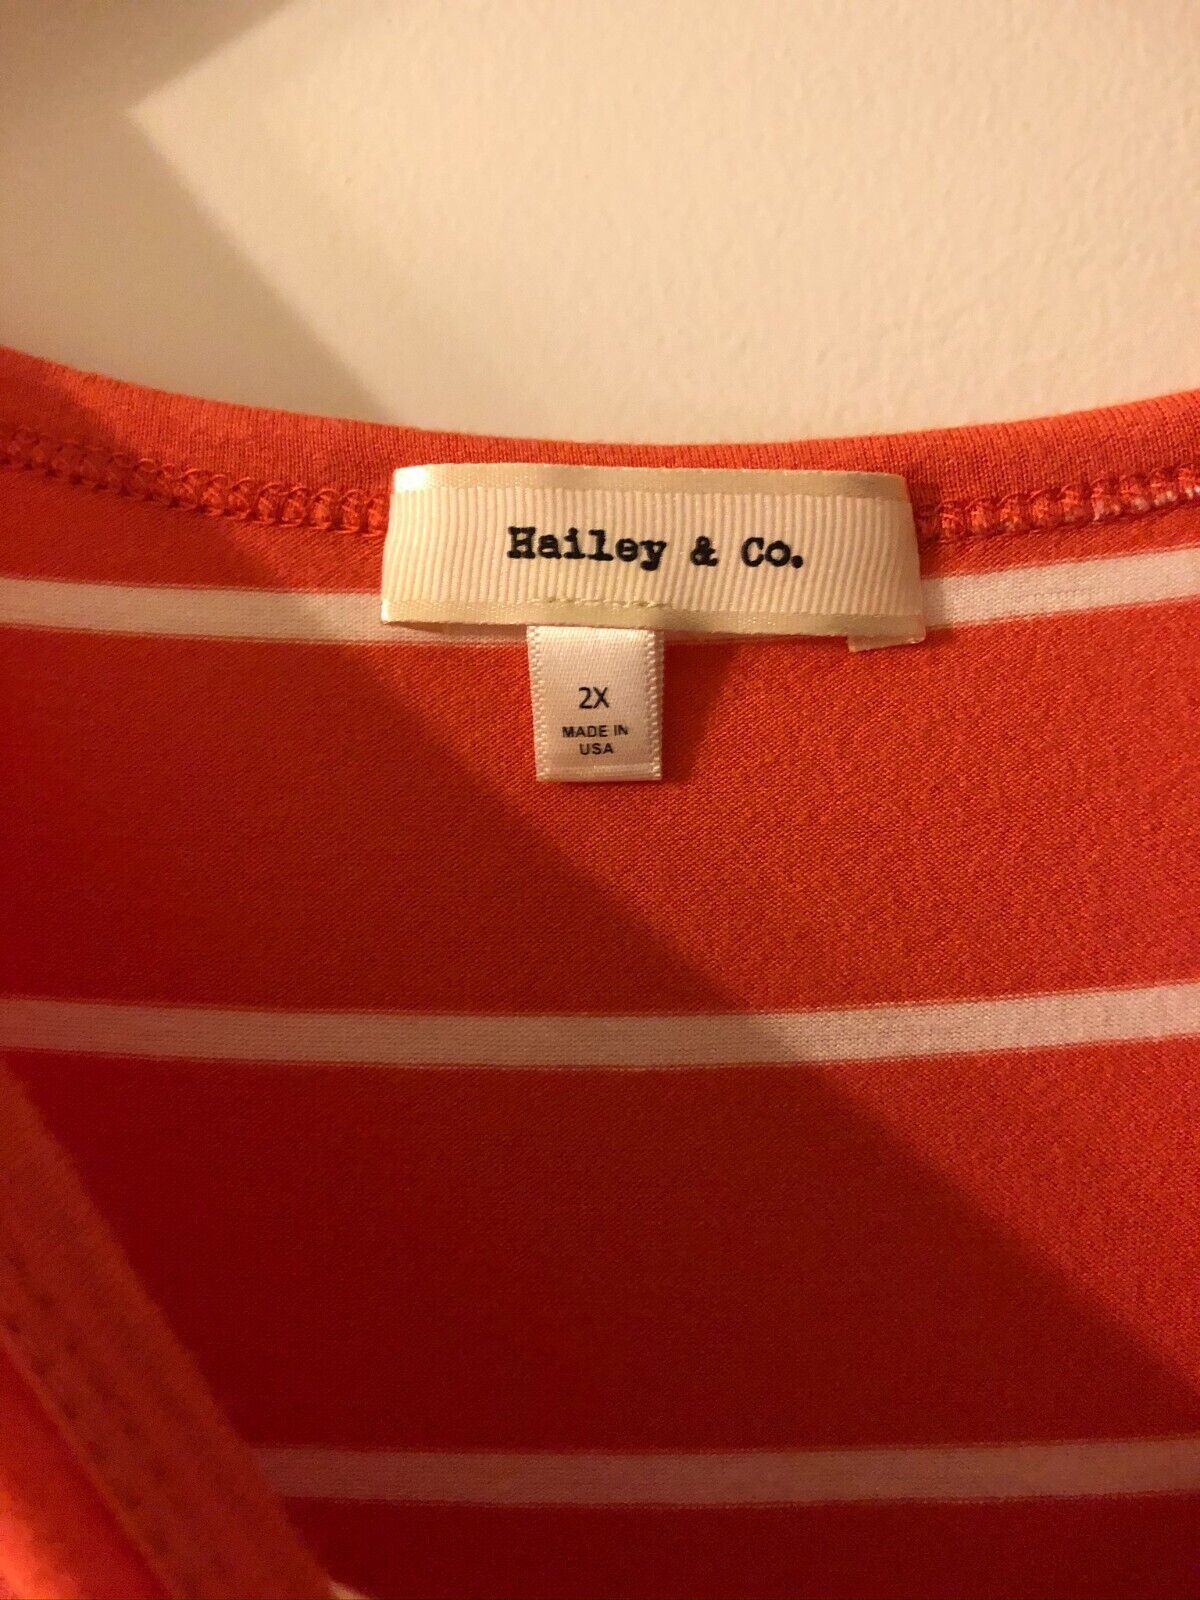 Hailey & Co.
2X
MADE IN
USA